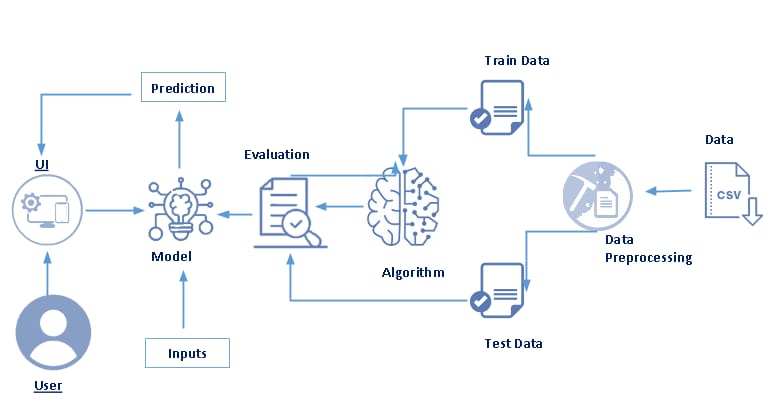 Train Data
Prediction
Data
Evaluation
UI
CSV
Data
Preprocessing
Model
Algorithm
Test Data
Inputs
User